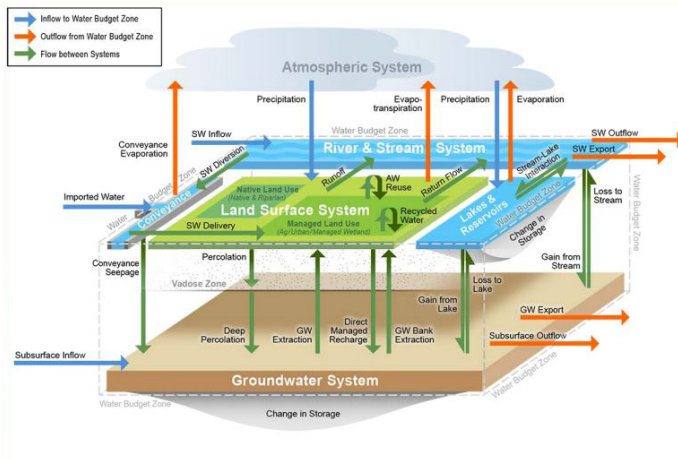 Inflow to Water Budget Zone
Outflow from Water Budget Zone
Flow between Systems
Atmospheric System
Precipitation
Evapo-
transpiration
Precipitation
Evaporation
Conveyance
Evaporation
SW Inflow
Water Budget Zone
SW Outflow
River & Stream System
SW Export
SW Diversion
Runoff
AW
Reuse
Return Flow
Stream-Lake
Interaction
Loss to
Stream
Native Land Use
(Native & Riparian)
Imported Water
Water Budget Zone
Conveyance
Land Surface System
Recycled
Water
Lakes &
Reservoirs
Water Budget Zone
Water Budget Zone
Managed Land Use
(Ag/Urban/Managed Wetland)
SW Delivery
Change in
Storage
Conveyance
Seepage
Percolation
Gain from
Stream
Vadose Zone
Loss to
Lake
Gain from
Lake
Deep
Percolation
GW
Extraction
Direct
Managed
Recharge
GW Bank
Extraction
GW Export
Subsurface Outflow
Subsurface Inflow
Groundwater System
Water Budget Zone
Water Budget Zone
Change in Storage